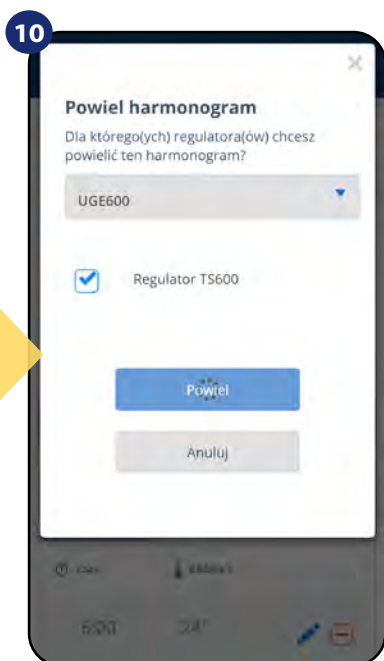 10
Powiel harmonogram
Dla którego(ych) regulatora(ów) chcesz
powielić ten harmonogram?
UGE600
Regulator TS600
Powiel
Anuluj
6:00 24°